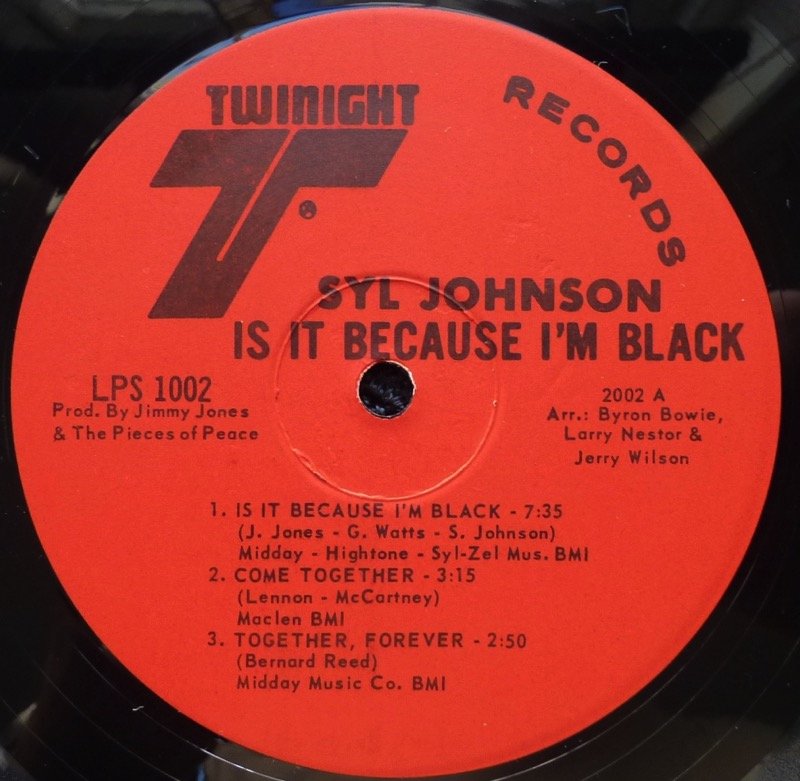 TWINIGHT
RECORDS
T
SYL JOHNSON
IS IT BECAUSE I'M BLACK
LPS 1002
Prod. By Jimmy Jones
& The Pieces of Peace
2002 A
Arr.: Byron Bowie,
Larry Nestor &
Jerry Wilson
1. IS IT BECAUSE I'M BLACK - 7:35
(J. Jones - G. Watts - S. Johnson)
Midday - Hightone - Syl-Zel Mus. BMI
2. COME TOGETHER - 3:15
(Lennon - McCartney)
Maclen BMI
3. TOGETHER, FOREVER - 2:50
(Bernard Reed)
Midday Music Co. BMI